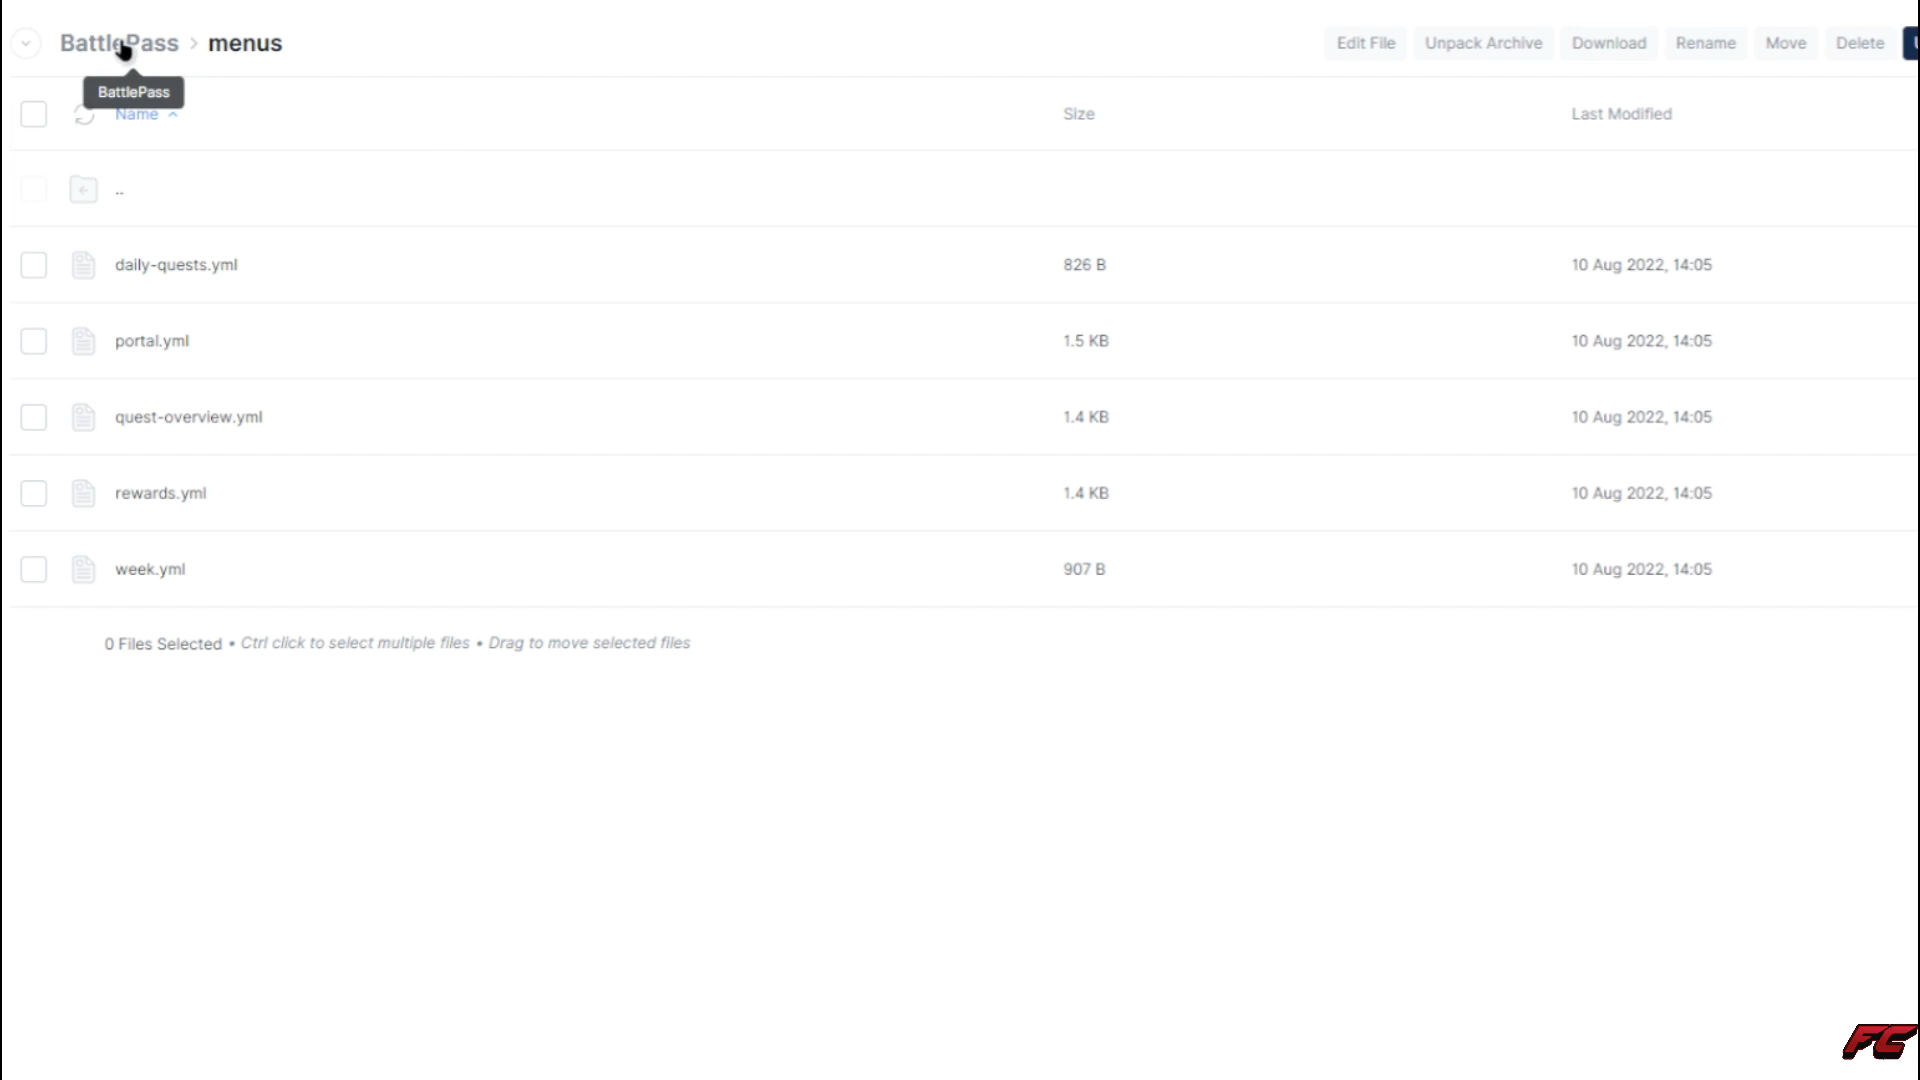 BattlePass > menus
Edit File Unpack Archive Download Rename Move Delete
BattlePass
Name Size Last Modified
..
daily-quests.yml 826 B 10 Aug 2022, 14:05
portal.yml 1.5 KB 10 Aug 2022, 14:05
quest-overview.yml 1.4 KB 10 Aug 2022, 14:05
rewards.yml 1.4 KB 10 Aug 2022, 14:05
week.yml 907 B 10 Aug 2022, 14:05
0 Files Selected • Ctrl click to select multiple files • Drag to move selected files
FC